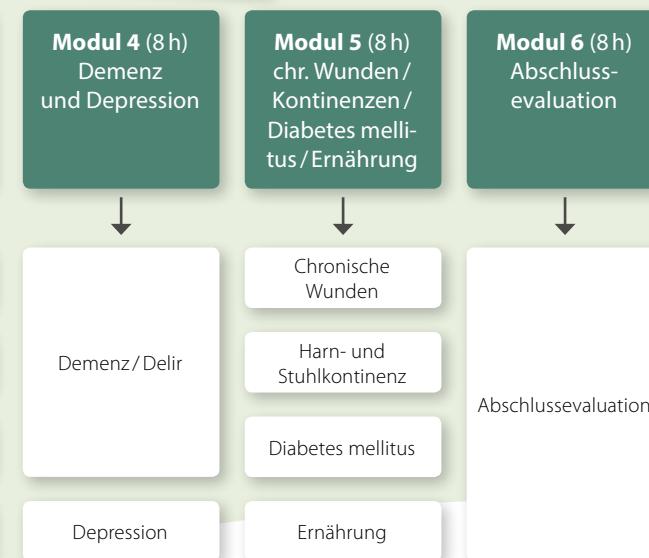 Modul 4 (8 h)
Demenz
und Depression
Demenz / Delir
Depression
Modul 5 (8 h)
chr. Wunden /
Kontinenzen /
Diabetes melli-
tus / Ernährung
Chronische
Wunden
Harn- und
Stuhlkontinenz
Diabetes mellitus
Ernährung
Modul 6 (8 h)
Abschluss-
evaluation
Abschlussevaluation